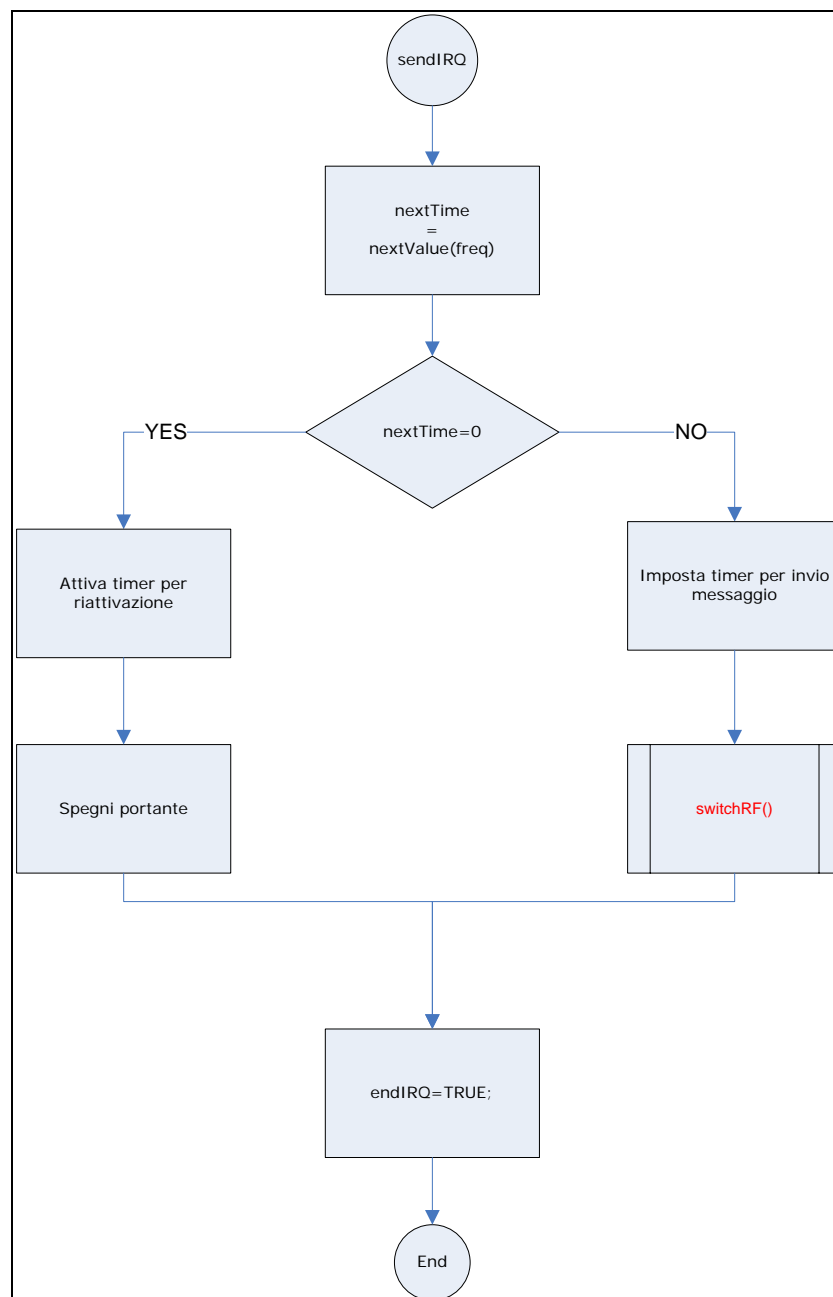 sendIRQ
nextTime
=
nextValue(freq)
nextTime=0
YES
NO
Attiva timer per
riattivazione
Imposta timer per invio
messaggio
Spegni portante
switchRF()
endIRQ=TRUE;
End